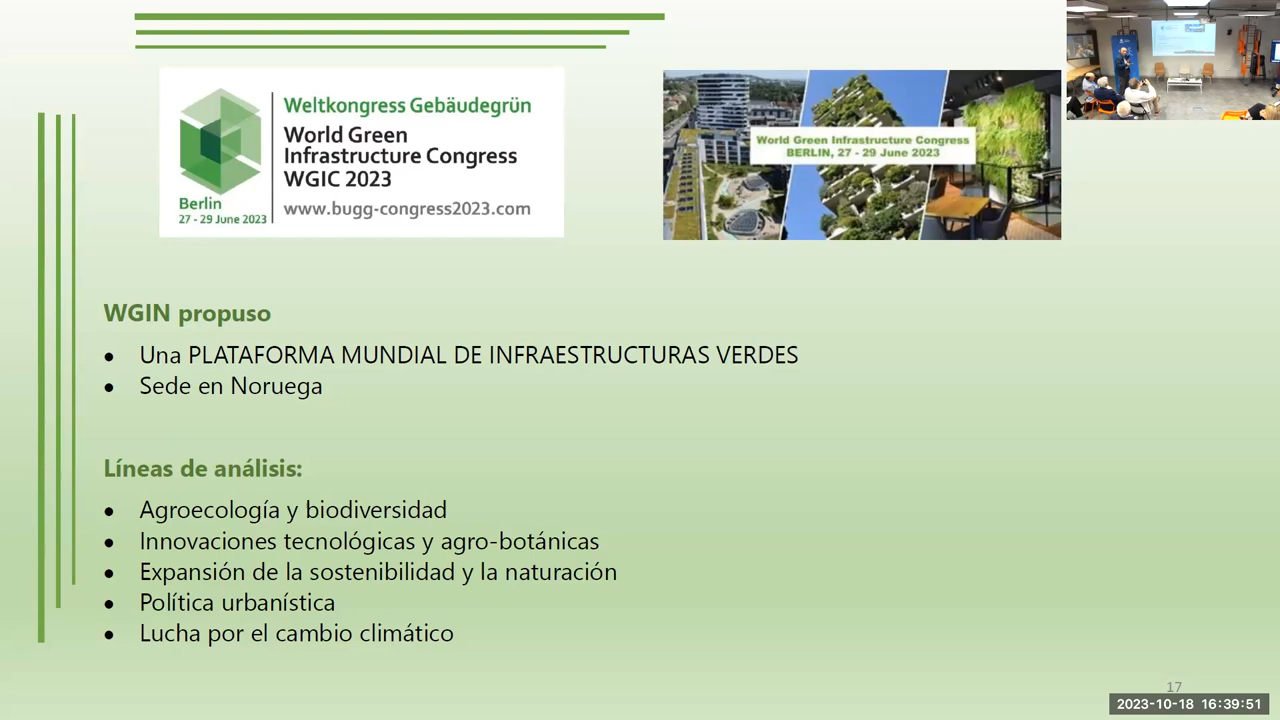 Weltkongress Gebäudegrün
World Green
Infrastructure Congress
WGIC 2023
Berlin
27 - 29 June 2023
www.bugg-congress2023.com
World Green Infrastructure Congress
BERLIN, 27 - 29 June 2023
WGIN propuso
• Una PLATAFORMA MUNDIAL DE INFRAESTRUCTURAS VERDES
• Sede en Noruega
Líneas de análisis:
• Agroecología y biodiversidad
• Innovaciones tecnológicas y agro-botánicas
• Expansión de la sostenibilidad y la naturación
• Política urbanística
• Lucha por el cambio climático
17
2023-10-18 16:39:51